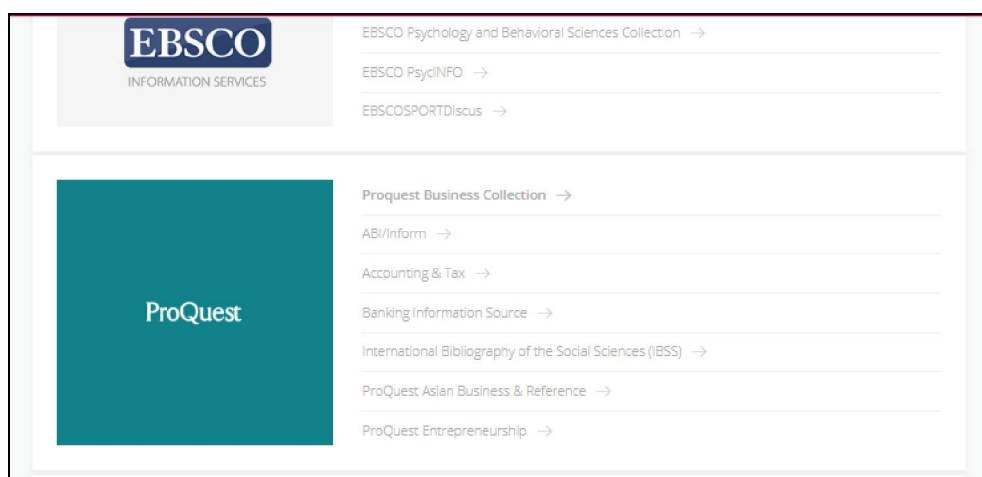 EBSCO
INFORMATION SERVICES
EBSCO Psychology and Behavioral Sciences Collection →
EBSCO PsycINFO →
EBSCOSPORTDiscus →
ProQuest
Proquest Business Collection →
ABI/Inform →
Accounting & Tax →
Banking Information Source →
International Bibliography of the Social Sciences (IBSS) →
ProQuest Asian Business & Reference →
ProQuest Entrepreneurship →